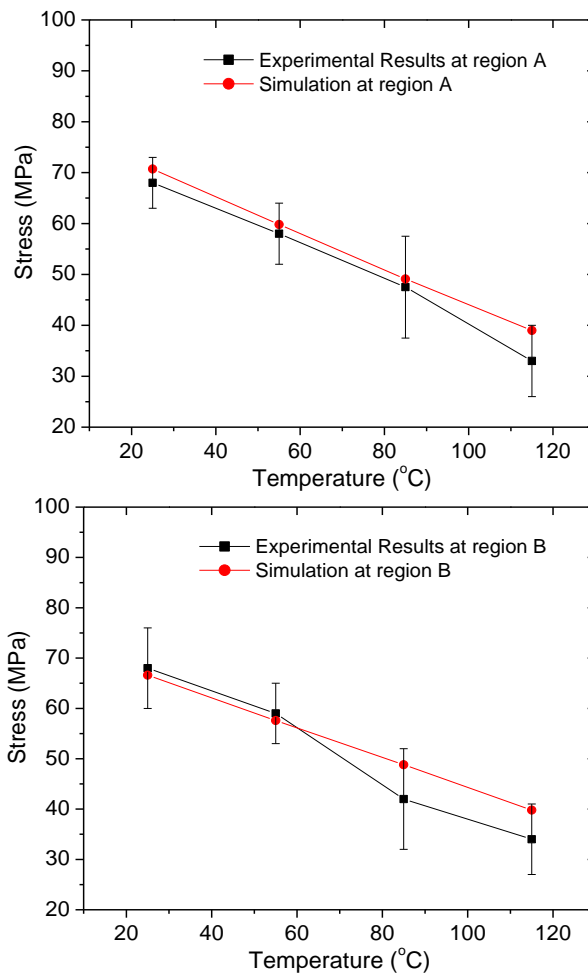 100
90
80
70
60
50
40
30
20
Stress (MPa)
Experimental Results at region A
Simulation at region A
20 40 60 80 100 120
Temperature (°C)
100
90
80
70
60
50
40
30
20
Stress (MPa)
Experimental Results at region B
Simulation at region B
20 40 60 80 100 120
Temperature (°C)